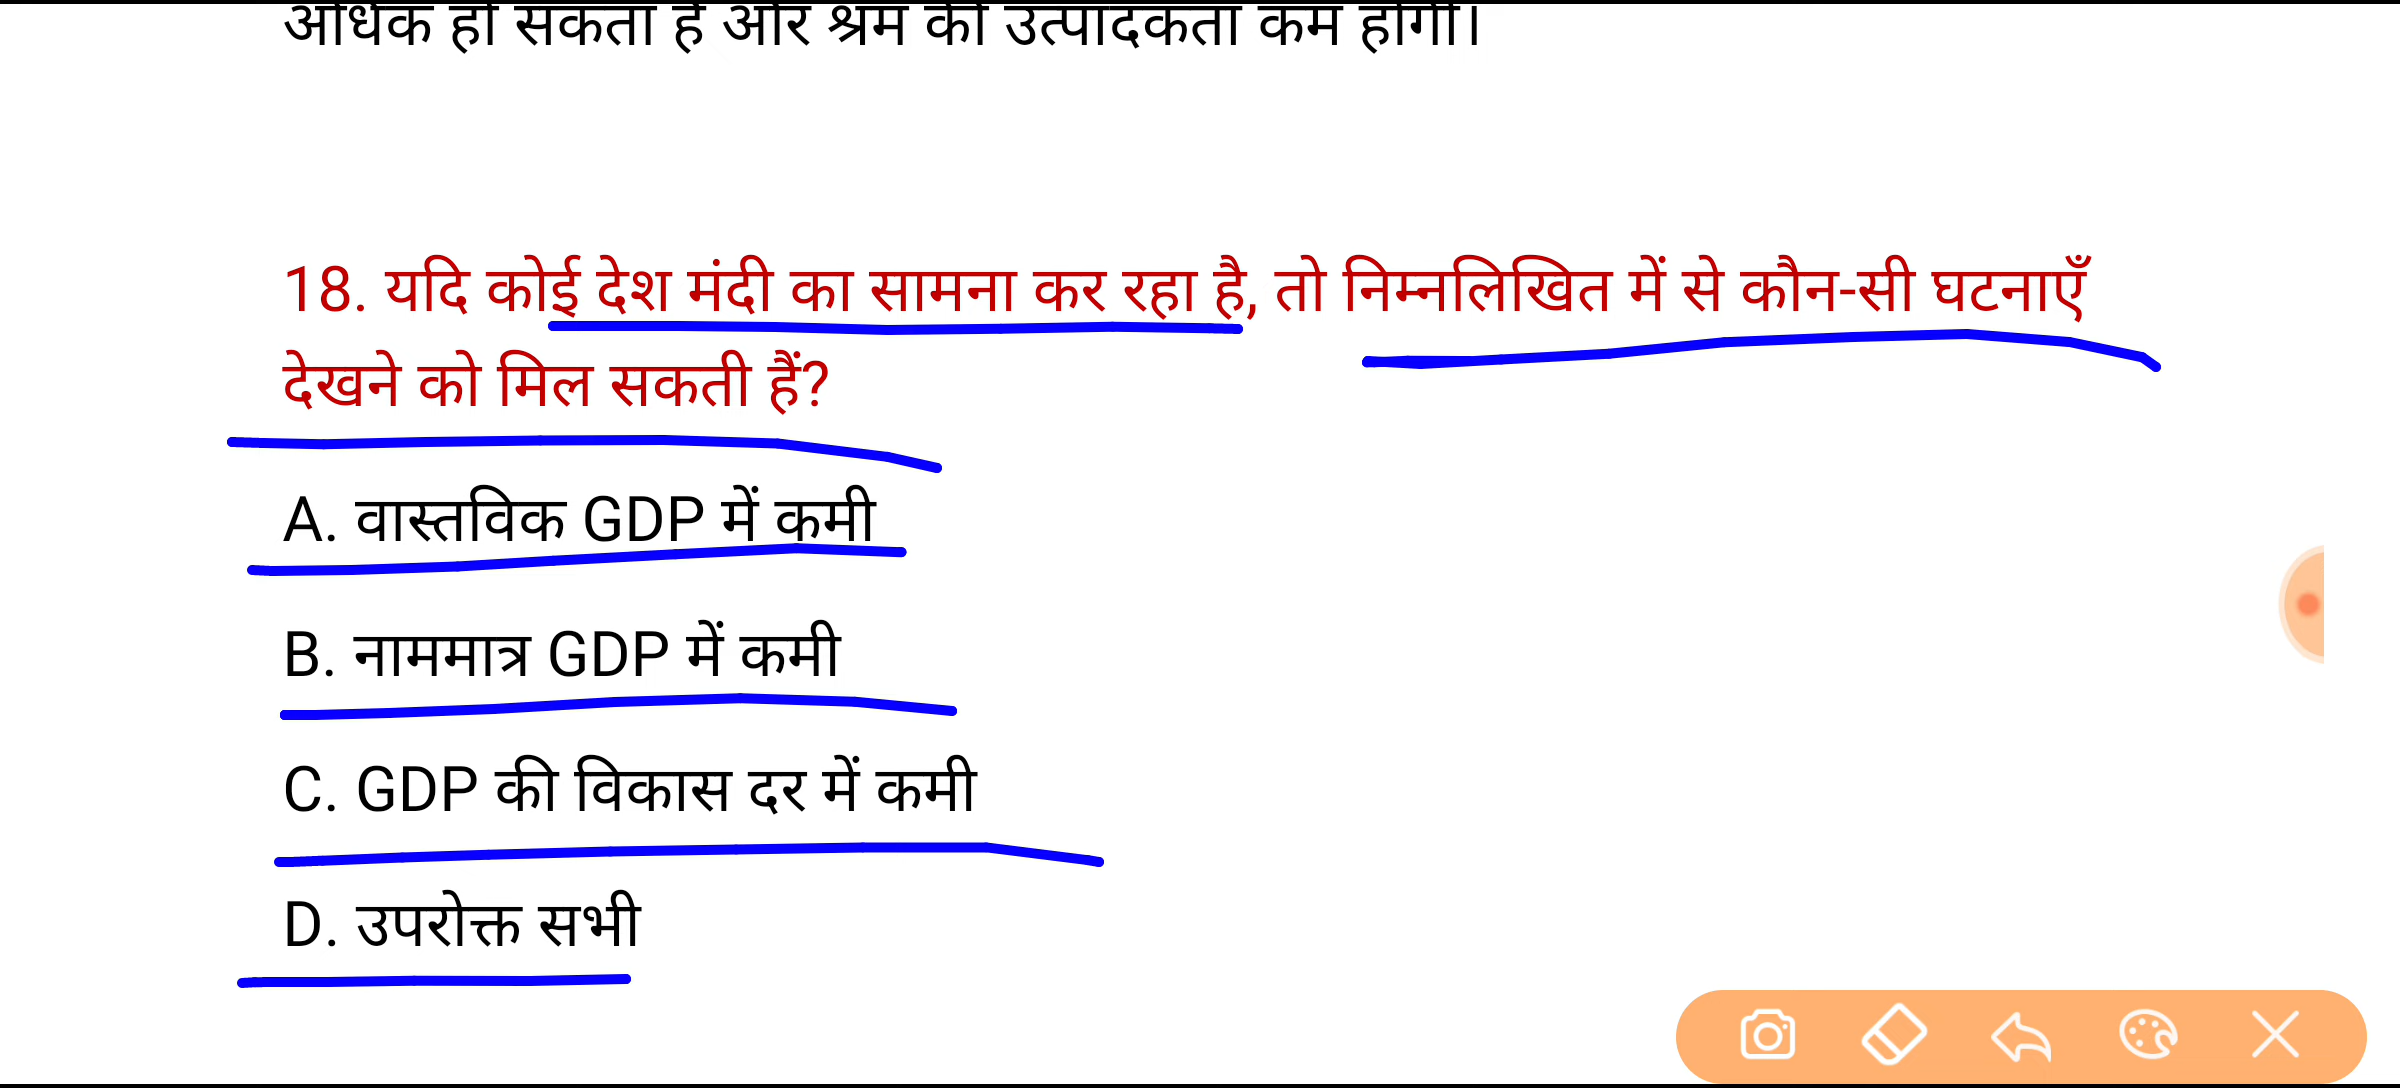 अधिक हो सकता है और श्रम की उत्पादकता कम होगी।
18. यदि कोई देश मंदी का सामना कर रहा है, तो निम्नलिखित में से कौन-सी घटनाएँ
देखने को मिल सकती हैं?
A. वास्तविक GDP में कमी
B. नाममात्र GDP में कमी
C. GDP की विकास दर में कमी
D. उपरोक्त सभी